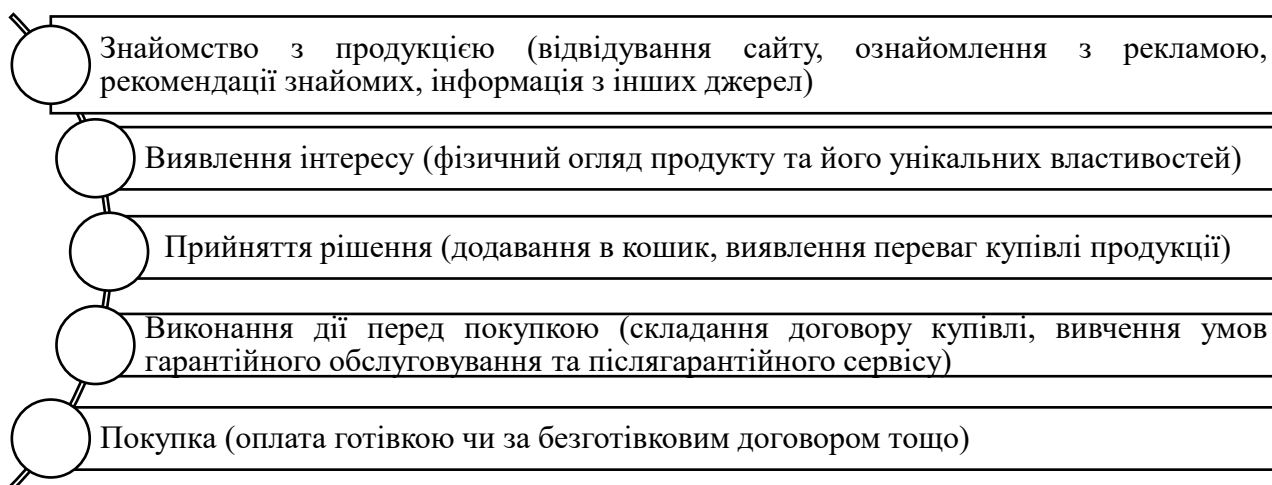 Знайомство з продукцією (відвідування сайту, ознайомлення з рекламою,
рекомендації знайомих, інформація з інших джерел)
Виявлення інтересу (фізичний огляд продукту та його унікальних властивостей)
Прийняття рішення (додавання в кошик, виявлення переваг купівлі продукції)
Виконання дії перед покупкою (складання договору купівлі, вивчення умов
гарантійного обслуговування та післягарантійного сервісу)
Покупка (оплата готівкою чи за безготівковим договором тощо)